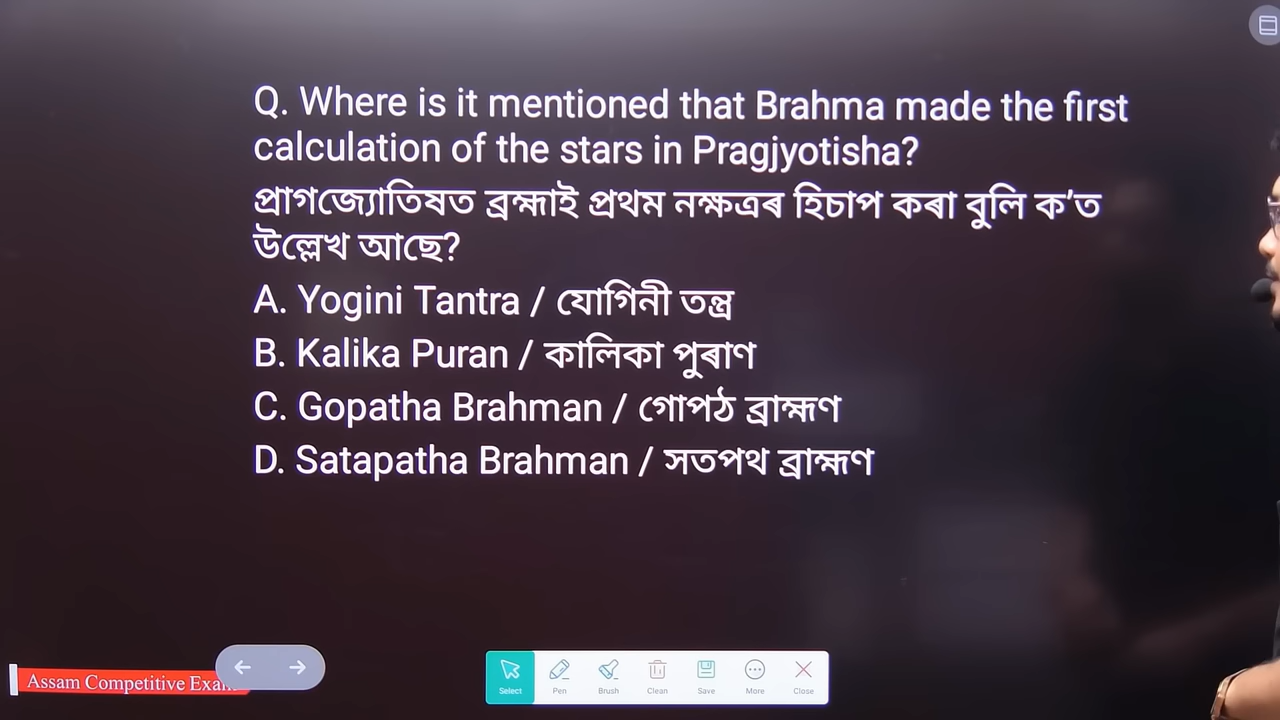 Q. Where is it mentioned that Brahma made the first
calculation of the stars in Pragjyotisha?
প্ৰাগজ্যোতিষত ব্ৰহ্মাই প্ৰথম নক্ষত্ৰৰ হিচাপ কৰা বুলি ক’ত
উল্লেখ আছে?
A. Yogini Tantra / যোগিনী তন্ত্ৰ
B. Kalika Puran / কালিকা পুৰাণ
C. Gopatha Brahman / গোপঠ ব্ৰাহ্মণ
D. Satapatha Brahman / সতপথ ব্ৰাহ্মণ
Assam Competitive
Select Pen Brush Clean Save More Close